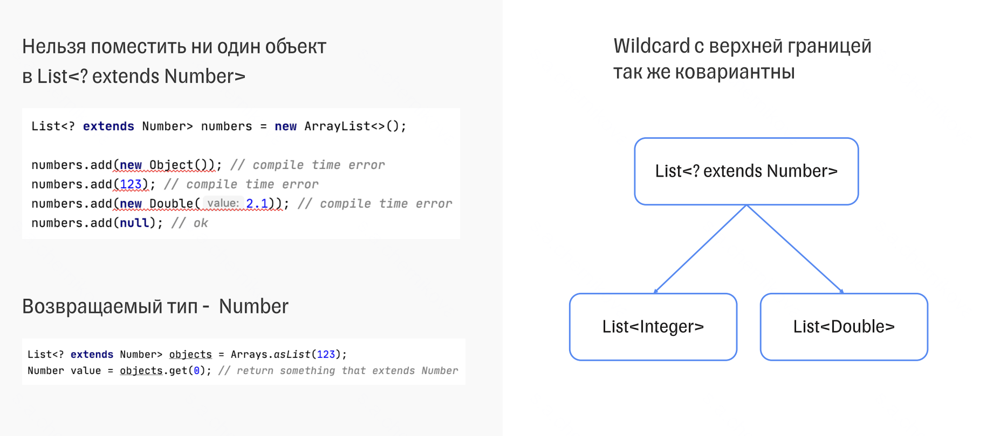 Нельзя поместить ни один объект
в List<? extends Number>
List<? extends Number> numbers = new ArrayList<>();
numbers.add(new Object()); // compile time error
numbers.add(123); // compile time error
numbers.add(new Double( value: 2.1)); // compile time error
numbers.add(null); // ok
Возвращаемый тип - Number
List<? extends Number> objects = Arrays.asList(123);
Number value = objects.get(0); // return something that extends Number
Wildcard с верхней границей
так же ковариантны
List<? extends Number>
List<Integer>
List<Double>